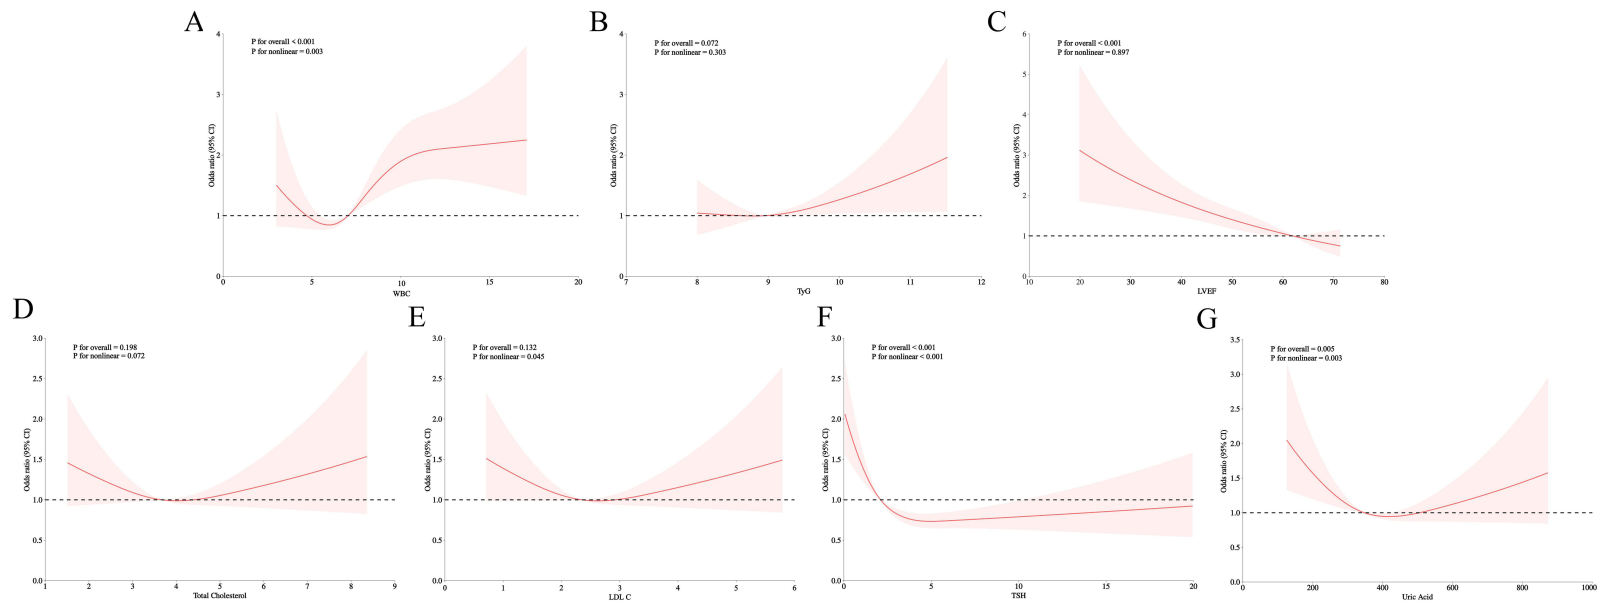 A
P for overall < 0.001
P for nonlinear = 0.003
Odds ratio (95% CI)
4
3
2
1
0
0
5
10
15
20
WBC
B
P for overall = 0.072
P for nonlinear = 0.303
Odds ratio (95% CI)
4
3
2
1
0
7
8
9
10
11
12
TyG
C
P for overall < 0.001
P for nonlinear = 0.897
Odds ratio (95% CI)
6
5
4
3
2
1
0
10
20
30
40
50
60
70
80
LVEF
D
P for overall = 0.198
P for nonlinear = 0.072
Odds ratio (95% CI)
3.0
2.5
2.0
1.5
1.0
0.5
0.0
1
2
3
4
5
6
7
8
9
Total Cholesterol
E
P for overall = 0.132
P for nonlinear = 0.045
Odds ratio (95% CI)
3.0
2.5
2.0
1.5
1.0
0.5
0.0
0
1
2
3
4
5
6
LDL C
F
P for overall < 0.001
P for nonlinear < 0.001
Odds ratio (95% CI)
3.0
2.5
2.0
1.5
1.0
0.5
0.0
0
5
10
15
20
TSH
G
P for overall = 0.005
P for nonlinear = 0.003
Odds ratio (95% CI)
3.5
3.0
2.5
2.0
1.5
1.0
0.5
0.0
0
200
400
600
800
1000
Uric Acid